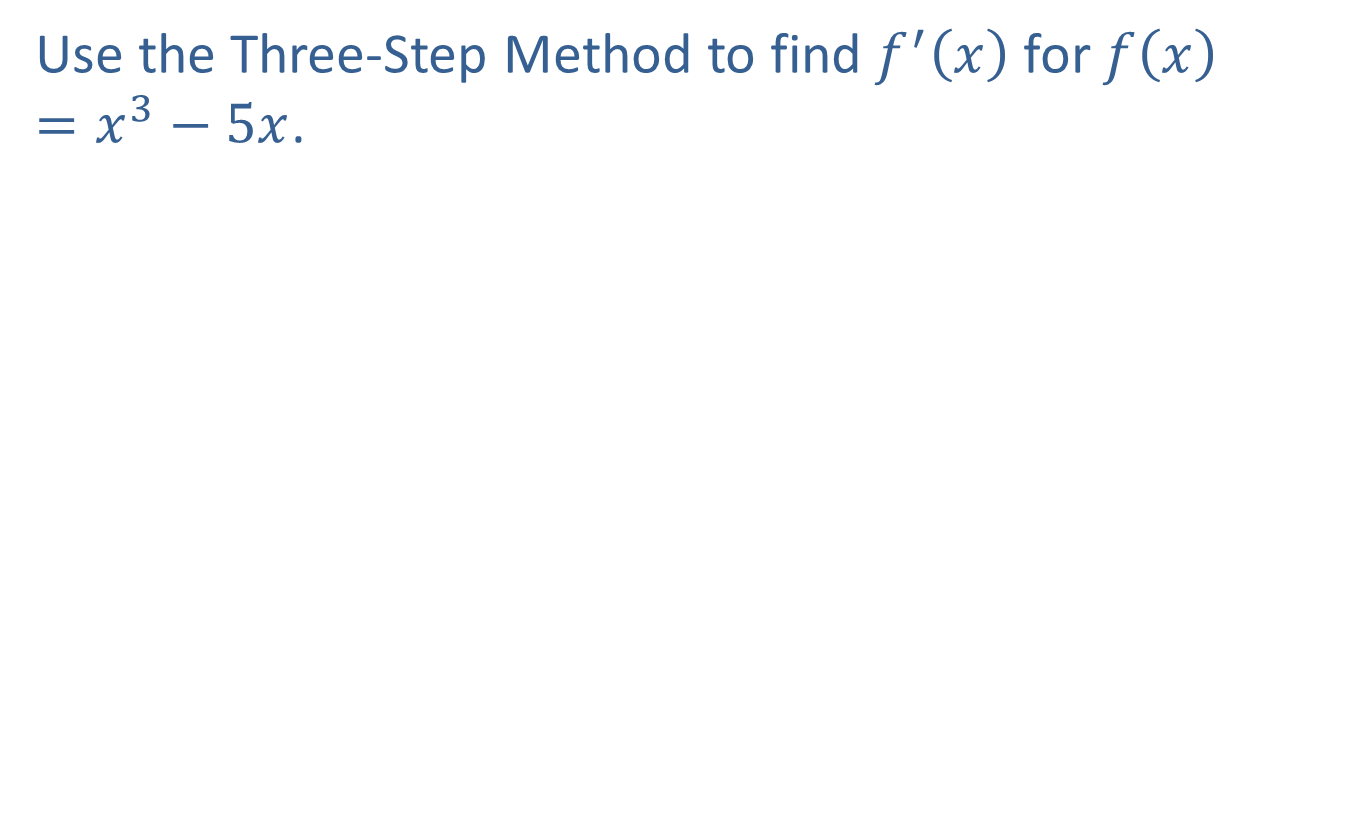 Use the Three-Step Method to find 𝑓′(𝑥) for 𝑓(𝑥)
= 𝑥³ − 5𝑥.